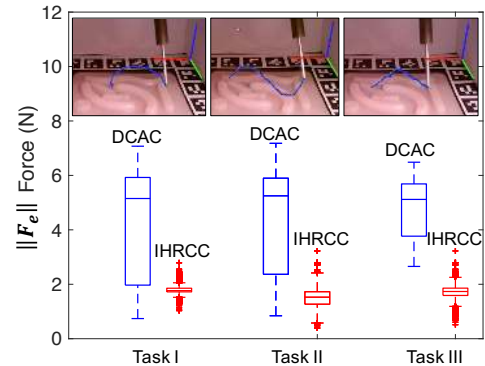 12
10
8
6
4
2
0
‖F_e‖ Force (N)
DCAC
DCAC
DCAC
IHRCC
IHRCC
IHRCC
Task I
Task II
Task III